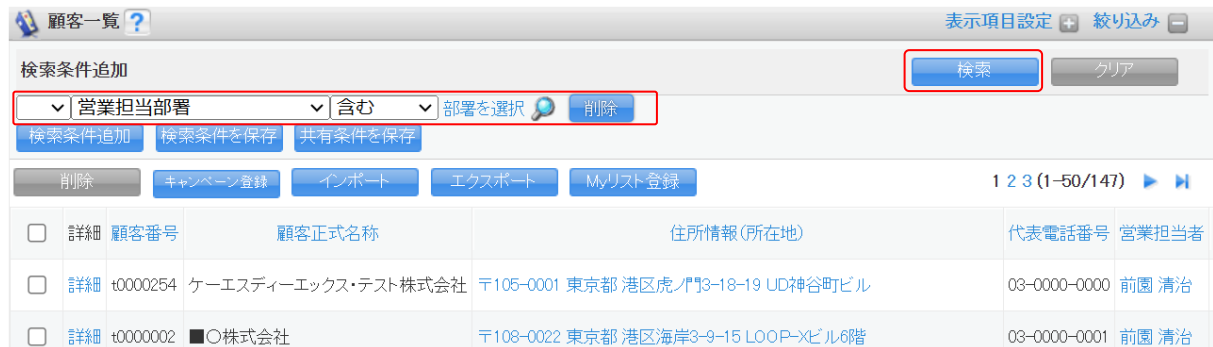 顧客一覧 ? 表示項目設定 絞り込み
検索条件追加 検索 クリア
営業担当部署 含む 部署を選択 削除
検索条件追加 検索条件を保存 共有条件を保存
削除 キャンペーン登録 インポート エクスポート Myリスト登録 1 2 3 (1-50/147)
詳細 顧客番号 顧客正式名称 住所情報(所在地) 代表電話番号 営業担当者
詳細 t0000254 ケーエスディーエックス・テスト株式会社 〒105-0001 東京都 港区虎ノ門3-18-19 UD神谷町ビル 03-0000-0000 前園 清治
詳細 t0000002 ■〇株式会社 〒108-0022 東京都 港区海岸3-9-15 LOOP-Xビル6階 03-0000-0001 前園 清治